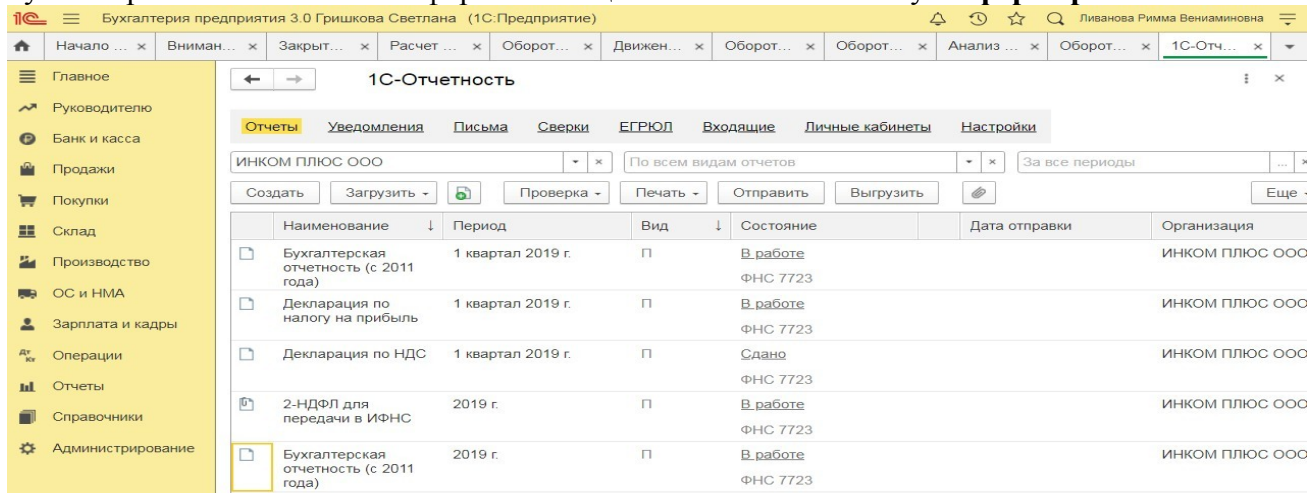 1С Бухгалтерия предприятия 3.0 Гришкова Светлана (1С:Предприятие) Ливанова Римма Вениаминовна
Начало ... × Вниман... × Закрыт... × Расчет ... × Оборот... × Движен... × Оборот... × Оборот... × Анализ ... × Оборот... × 1С-Отч... ×
Главное
Руководителю
Банк и касса
Продажи
Покупки
Склад
Производство
ОС и НМА
Зарплата и кадры
Операции
Отчеты
Справочники
Администрирование
1С-Отчетность
Отчеты Уведомления Письма Сверки ЕГРЮЛ Входящие Личные кабинеты Настройки
ИНКОМ ПЛЮС ООО По всем видам отчетов За все периоды ...
Создать Загрузить Проверка Печать Отправить Выгрузить Еще
Наименование ↓ Период Вид ↓ Состояние Дата отправки Организация
Бухгалтерская 1 квартал 2019 г. П В работе ИНКОМ ПЛЮС ООО
отчетность (с 2011
года) ФНС 7723
Декларация по 1 квартал 2019 г. П В работе ИНКОМ ПЛЮС ООО
налогу на прибыль
ФНС 7723
Декларация по НДС 1 квартал 2019 г. П Сдано ИНКОМ ПЛЮС ООО
ФНС 7723
2-НДФЛ для 2019 г. П В работе ИНКОМ ПЛЮС ООО
передачи в ИФНС
ФНС 7723
Бухгалтерская 2019 г. П В работе ИНКОМ ПЛЮС ООО
отчетность (с 2011
года) ФНС 7723